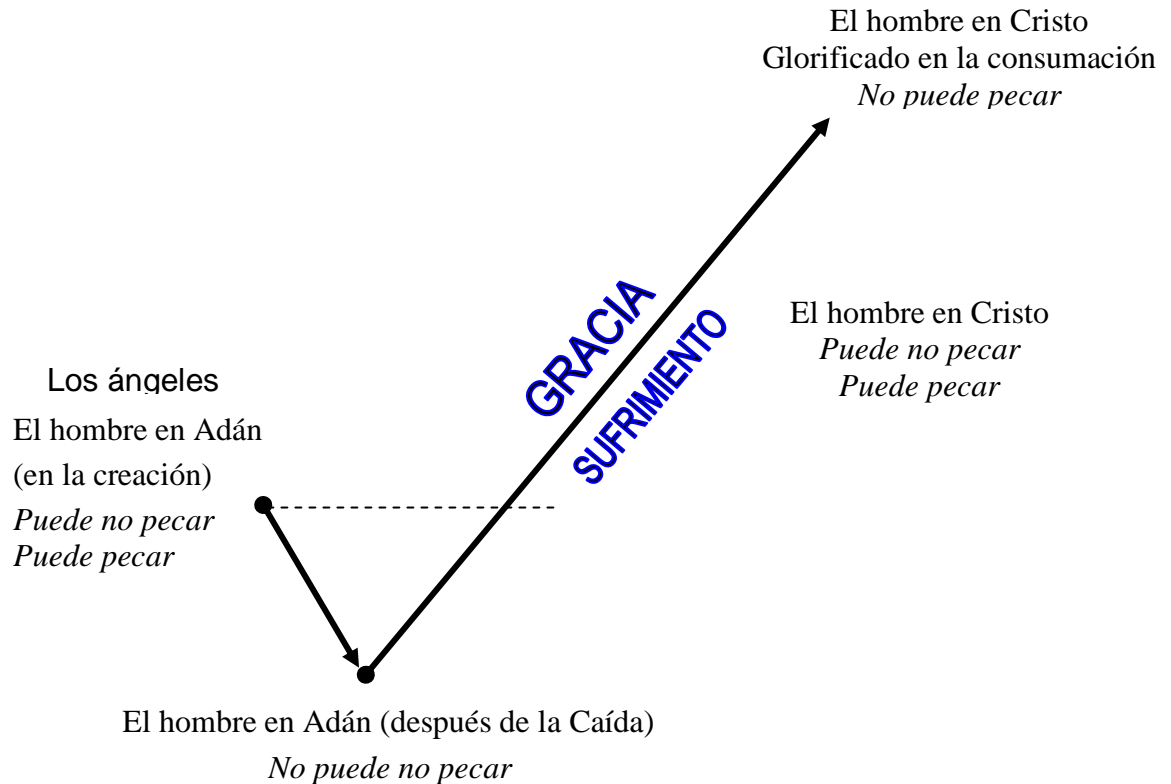 El hombre en Cristo
Glorificado en la consumación
No puede pecar
GRACIA
SUFRIMIENTO
El hombre en Cristo
Puede no pecar
Puede pecar
Los ángeles
El hombre en Adán
(en la creación)
Puede no pecar
Puede pecar
El hombre en Adán (después de la Caída)
No puede no pecar